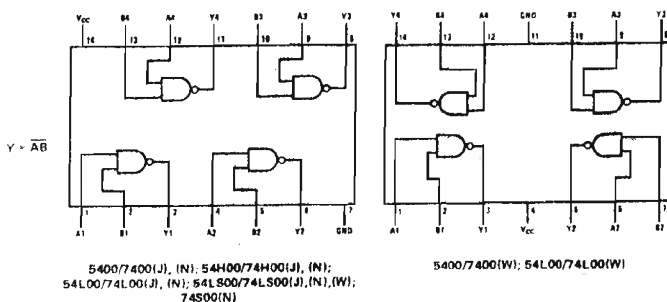 VCC B4 A4 Y4 B3 A3 Y3
14 13 12 11 10 9 8
Y = AB
1 2 3 4 5 6 7
A1 B1 Y1 A2 B2 Y2 GND
5400/7400(J), (N); 54H00/74H00(J), (N);
54L00/74L00(J), (N); 54LS00/74LS00(J),(N),(W);
74S00(N)
Y4 B4 A4 GND B3 A3 Y3
14 13 12 11 10 9 8
1 2 3 4 5 6 7
A1 B1 Y1 VCC Y2 A2 B2
5400/7400(W); 54L00/74L00(W)